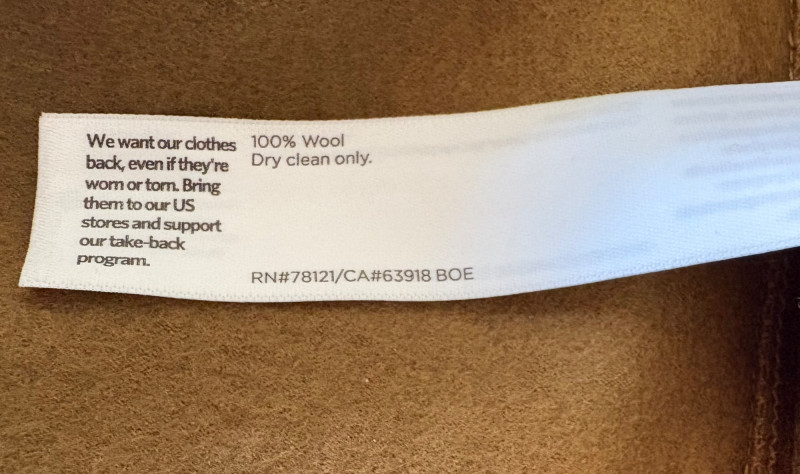 We want our clothes
back, even if they're
worn or torn. Bring
them to our US
stores and support
our take-back
program.
100% Wool
Dry clean only.
RN#78121/CA#63918 BOE